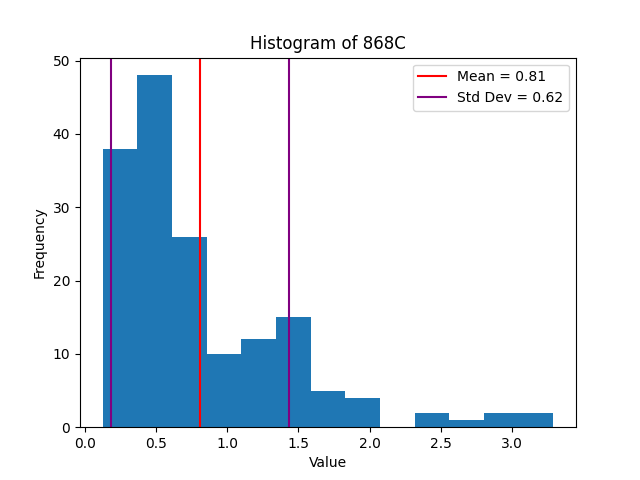 Histogram of 868C
Mean = 0.81
Std Dev = 0.62
50
40
30
20
10
0
Frequency
0.0 0.5 1.0 1.5 2.0 2.5 3.0
Value